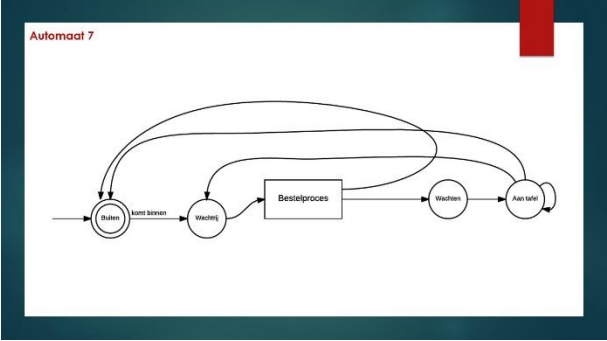 Automaat 7
Buiten
komt binnen
Wachtrij
Bestelproces
Wachten
Aan tafel